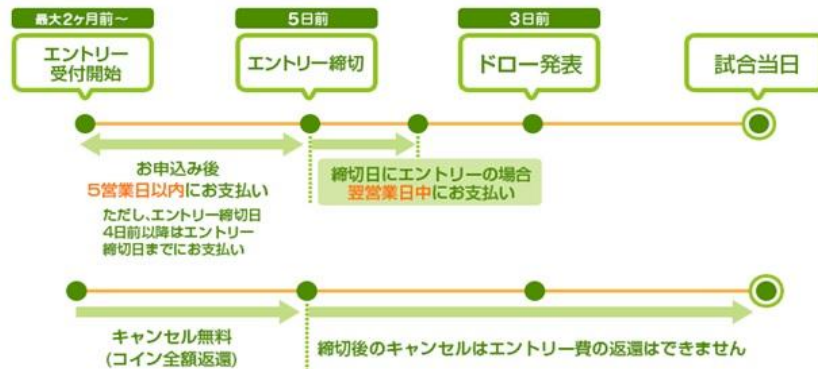 最大2ヶ月前～
5日前
3日前
エントリー
受付開始
エントリー締切
ドロー発表
試合当日
お申込み後
5営業日以内にお支払い
ただし、エントリー締切日
4日前以降はエントリー
締切日までにお支払い
締切日にエントリーの場合
翌営業日中にお支払い
キャンセル無料
(コイン全額返還)
締切後のキャンセルはエントリー費の返還はできません